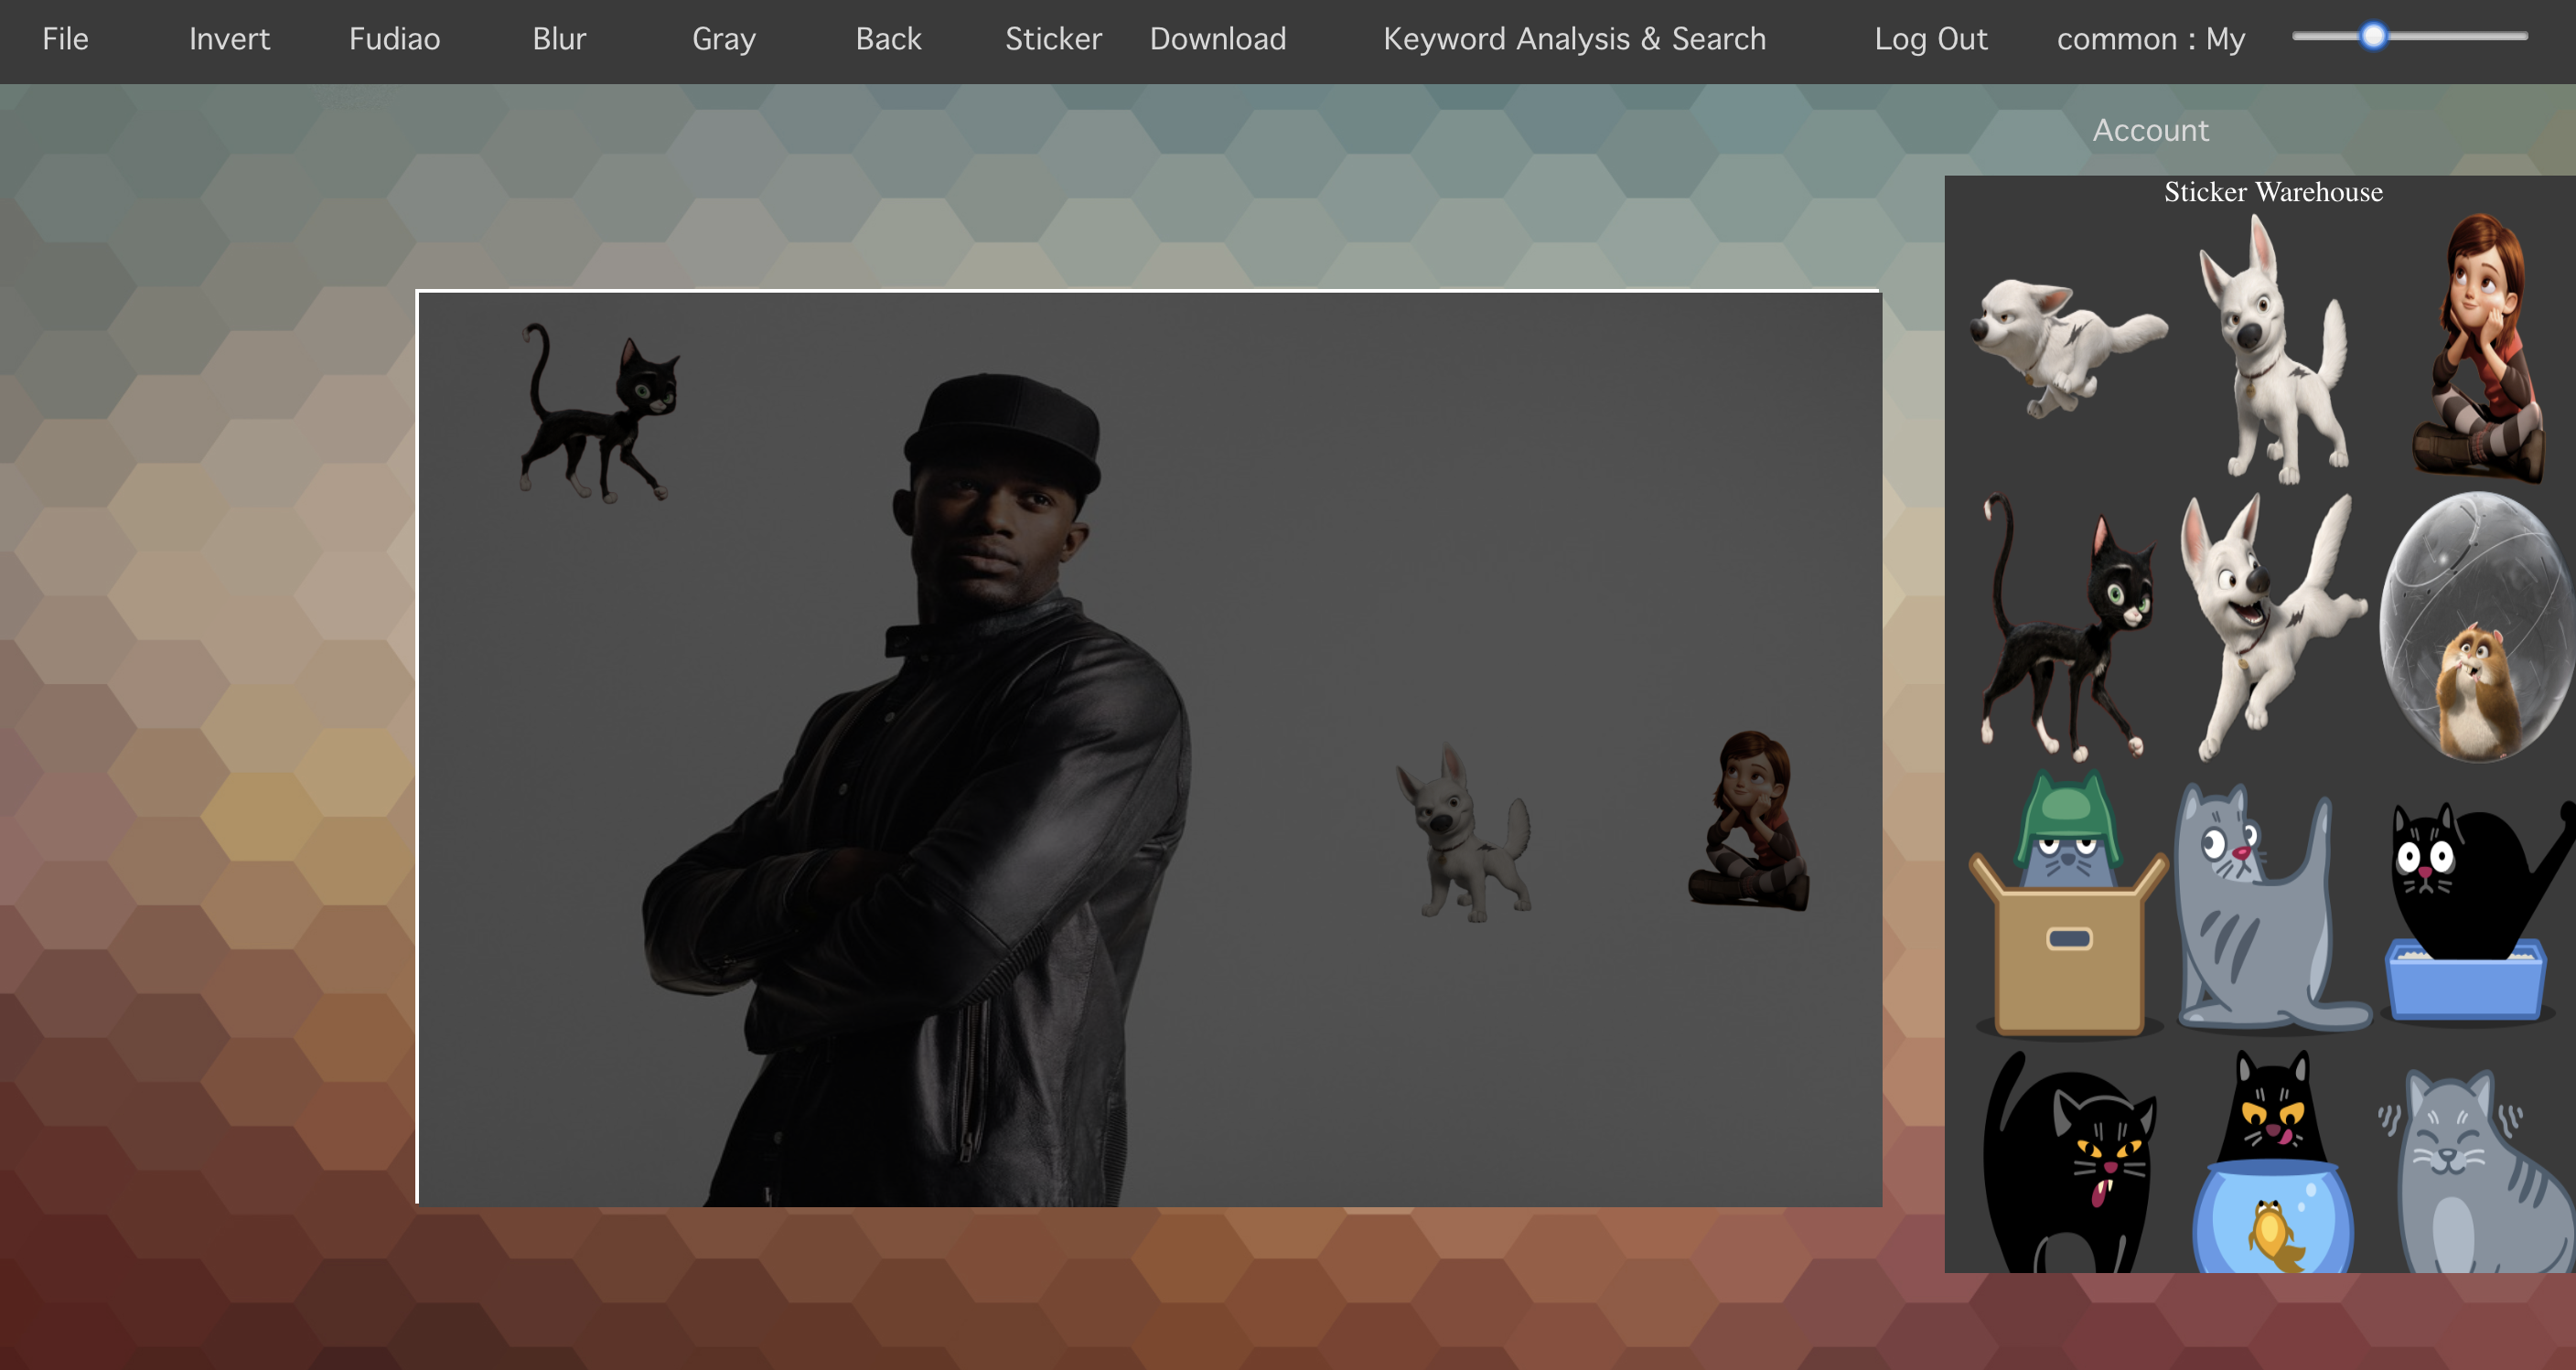 File Invert Fudiao Blur Gray Back Sticker Download Keyword Analysis & Search Log Out common : My
Account
Sticker Warehouse